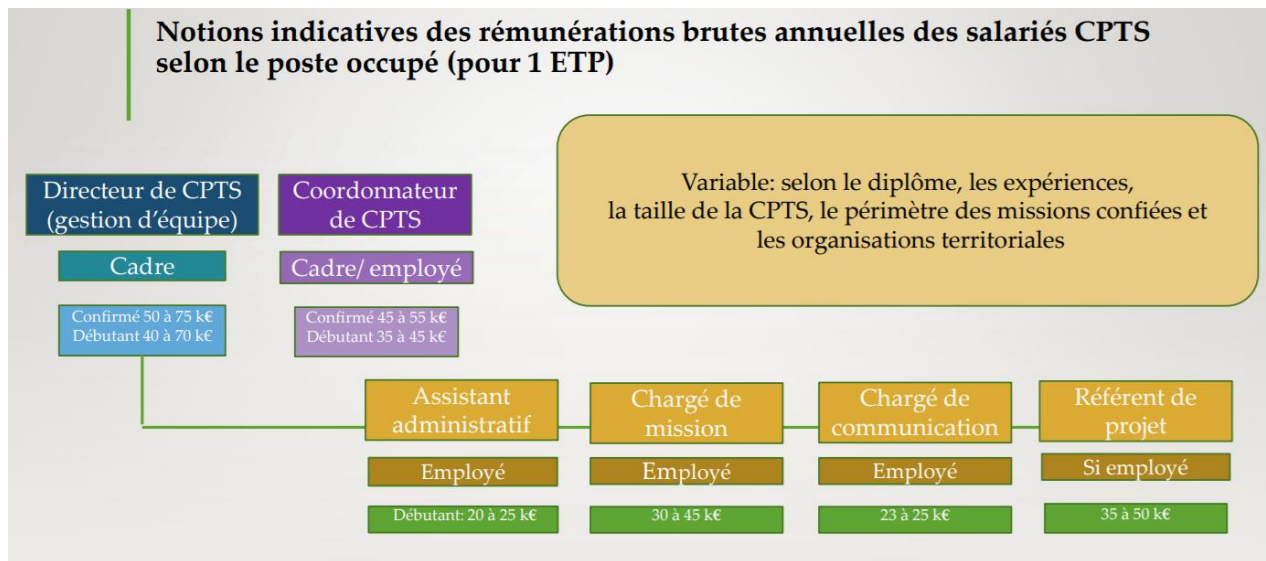 Notions indicatives des rémunérations brutes annuelles des salariés CPTS
selon le poste occupé (pour 1 ETP)
Variable: selon le diplôme, les expériences,
la taille de la CPTS, le périmètre des missions confiées et
les organisations territoriales
Directeur de CPTS
(gestion d'équipe)
Cadre
Confirmé 50 à 75 k€
Débutant 40 à 70 k€
Coordonnateur
de CPTS
Cadre/ employé
Confirmé 45 à 55 k€
Débutant 35 à 45 k€
Assistant
administratif
Employé
Débutant: 20 à 25 k€
Chargé de
mission
Employé
30 à 45 k€
Chargé de
communication
Employé
23 à 25 k€
Référent de
projet
Si employé
35 à 50 k€